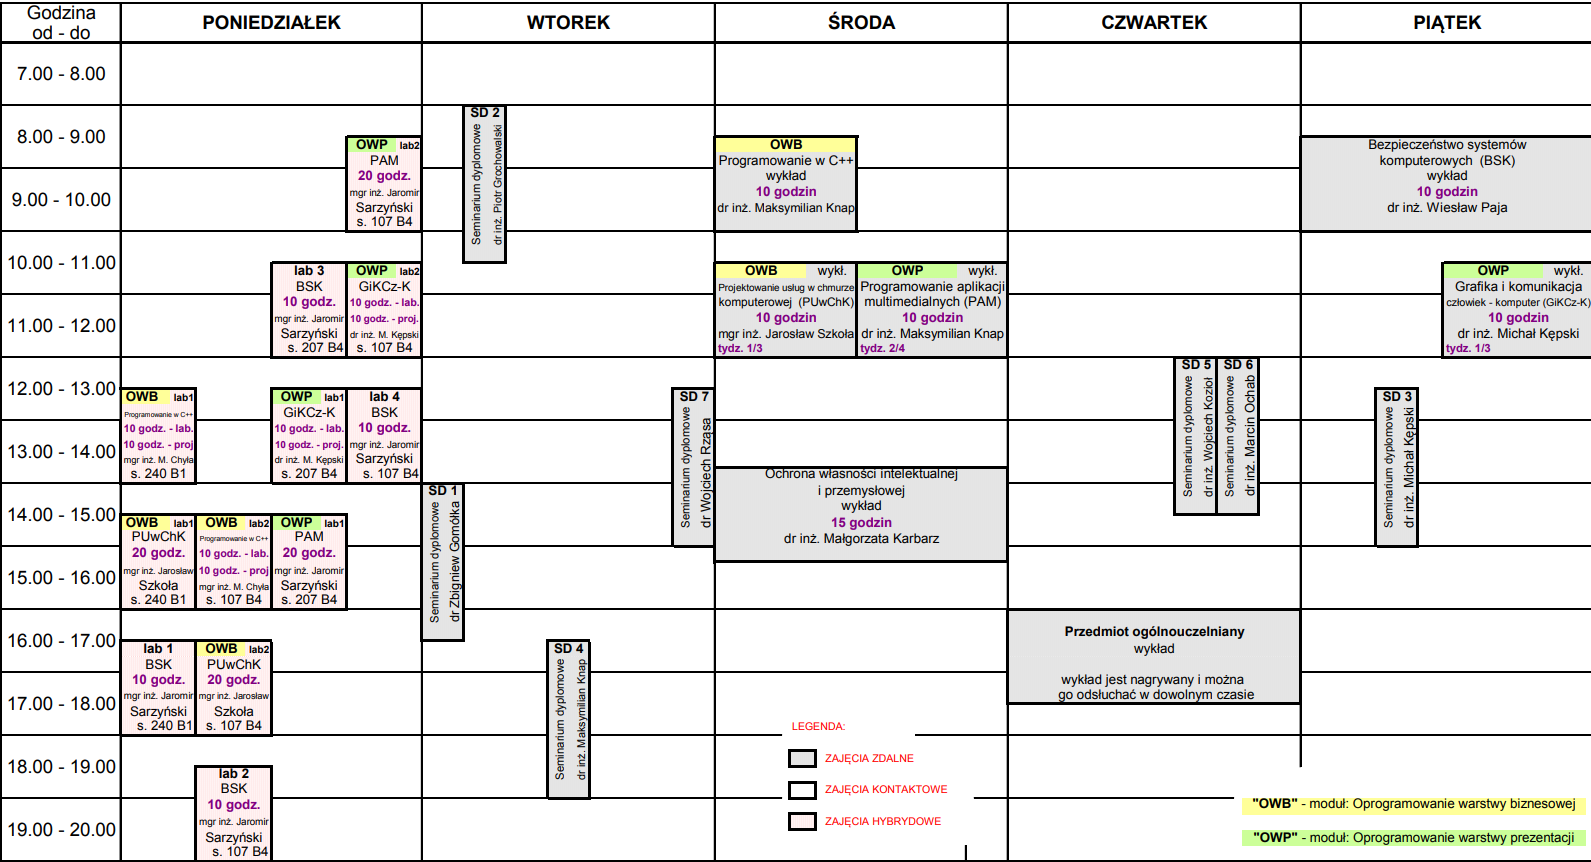 Godzina
od - do
PONIEDZIAŁEK
WTOREK
ŚRODA
CZWARTEK
PIĄTEK
7.00 - 8.00
8.00 - 9.00
9.00 - 10.00
10.00 - 11.00
11.00 - 12.00
12.00 - 13.00
13.00 - 14.00
14.00 - 15.00
15.00 - 16.00
16.00 - 17.00
17.00 - 18.00
18.00 - 19.00
19.00 - 20.00
OWP lab2
PAM
20 godz.
mgr inż. Jaromir
Sarzyński
s. 107 B4
lab 3
BSK
10 godz.
mgr inż. Jaromir
Sarzyński
s. 207 B4
OWP lab2
GiKCz-K
10 godz. - lab.
10 godz. - proj.
dr inż. M. Kępski
s. 107 B4
OWB lab1
Programowanie w C++
10 godz. - lab.
10 godz. - proj
mgr inż. M. Chyła
s. 240 B1
OWP lab1
GiKCz-K
10 godz. - lab.
10 godz. - proj.
dr inż. M. Kępski
s. 207 B4
lab 4
BSK
10 godz.
mgr inż. Jaromir
Sarzyński
s. 107 B4
OWB lab1
PUwChK
20 godz.
mgr inż. Jarosław
Szkoła
s. 240 B1
OWB lab2
Programowanie w C++
10 godz. - lab.
10 godz. - proj
mgr inż. M. Chyła
s. 107 B4
OWP lab1
PAM
20 godz.
mgr inż. Jaromir
Sarzyński
s. 207 B4
lab 1
BSK
10 godz.
mgr inż. Jaromir
Sarzyński
s. 240 B1
OWB lab2
PUwChK
20 godz.
mgr inż. Jarosław
Szkoła
s. 107 B4
lab 2
BSK
10 godz.
mgr inż. Jaromir
Sarzyński
s. 107 B4
SD 2
Seminarium dyplomowe
dr inż. Piotr Grochowalski
SD 7
Seminarium dyplomowe
dr Wojciech Rząsa
SD 1
Seminarium dyplomowe
dr Zbigniew Gomółka
SD 4
Seminarium dyplomowe
dr inż. Maksymilian Knap
OWB
Programowanie w C++
wykład
10 godzin
dr inż. Maksymilian Knap
OWB wykł.
Projektowanie usług w chmurze
komputerowej (PUwChK)
10 godzin
mgr inż. Jarosław Szkoła
tydz. 1/3
OWP wykł.
Programowanie aplikacji
multimedialnych (PAM)
10 godzin
dr inż. Maksymilian Knap
tydz. 2/4
Ochrona własności intelektualnej
i przemysłowej
wykład
15 godzin
dr inż. Małgorzata Karbarz
SD 5
Seminarium dyplomowe
dr inż. Wojciech Kozioł
SD 6
Seminarium dyplomowe
dr inż. Marcin Ochab
Przedmiot ogólnouczelniany
wykład
wykład jest nagrywany i można
go odsłuchać w dowolnym czasie
Bezpieczeństwo systemów
komputerowych (BSK)
wykład
10 godzin
dr inż. Wiesław Paja
OWP wykł.
Grafika i komunikacja
człowiek - komputer (GiKCz-K)
10 godzin
dr inż. Michał Kępski
tydz. 1/3
SD 3
Seminarium dyplomowe
dr inż. Michał Kępski
LEGENDA:
ZAJĘCIA ZDALNE
ZAJĘCIA KONTAKTOWE
ZAJĘCIA HYBRYDOWE
"OWB" - moduł: Oprogramowanie warstwy biznesowej
"OWP" - moduł: Oprogramowanie warstwy prezentacji